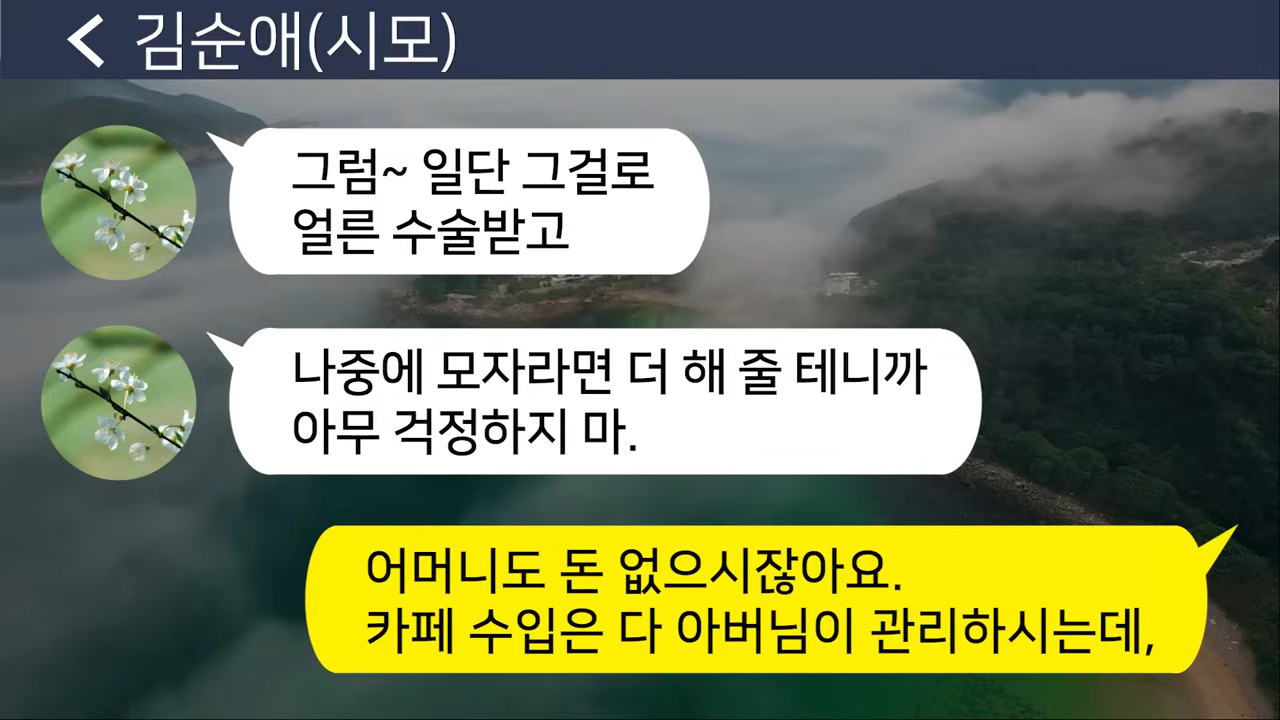 김순애(시모)
그럼~ 일단 그걸로
얼른 수술받고
나중에 모자라면 더 해 줄 테니까
아무 걱정하지 마.
어머니도 돈 없으시잖아요.
카페 수입은 다 아버님이 관리하시는데,